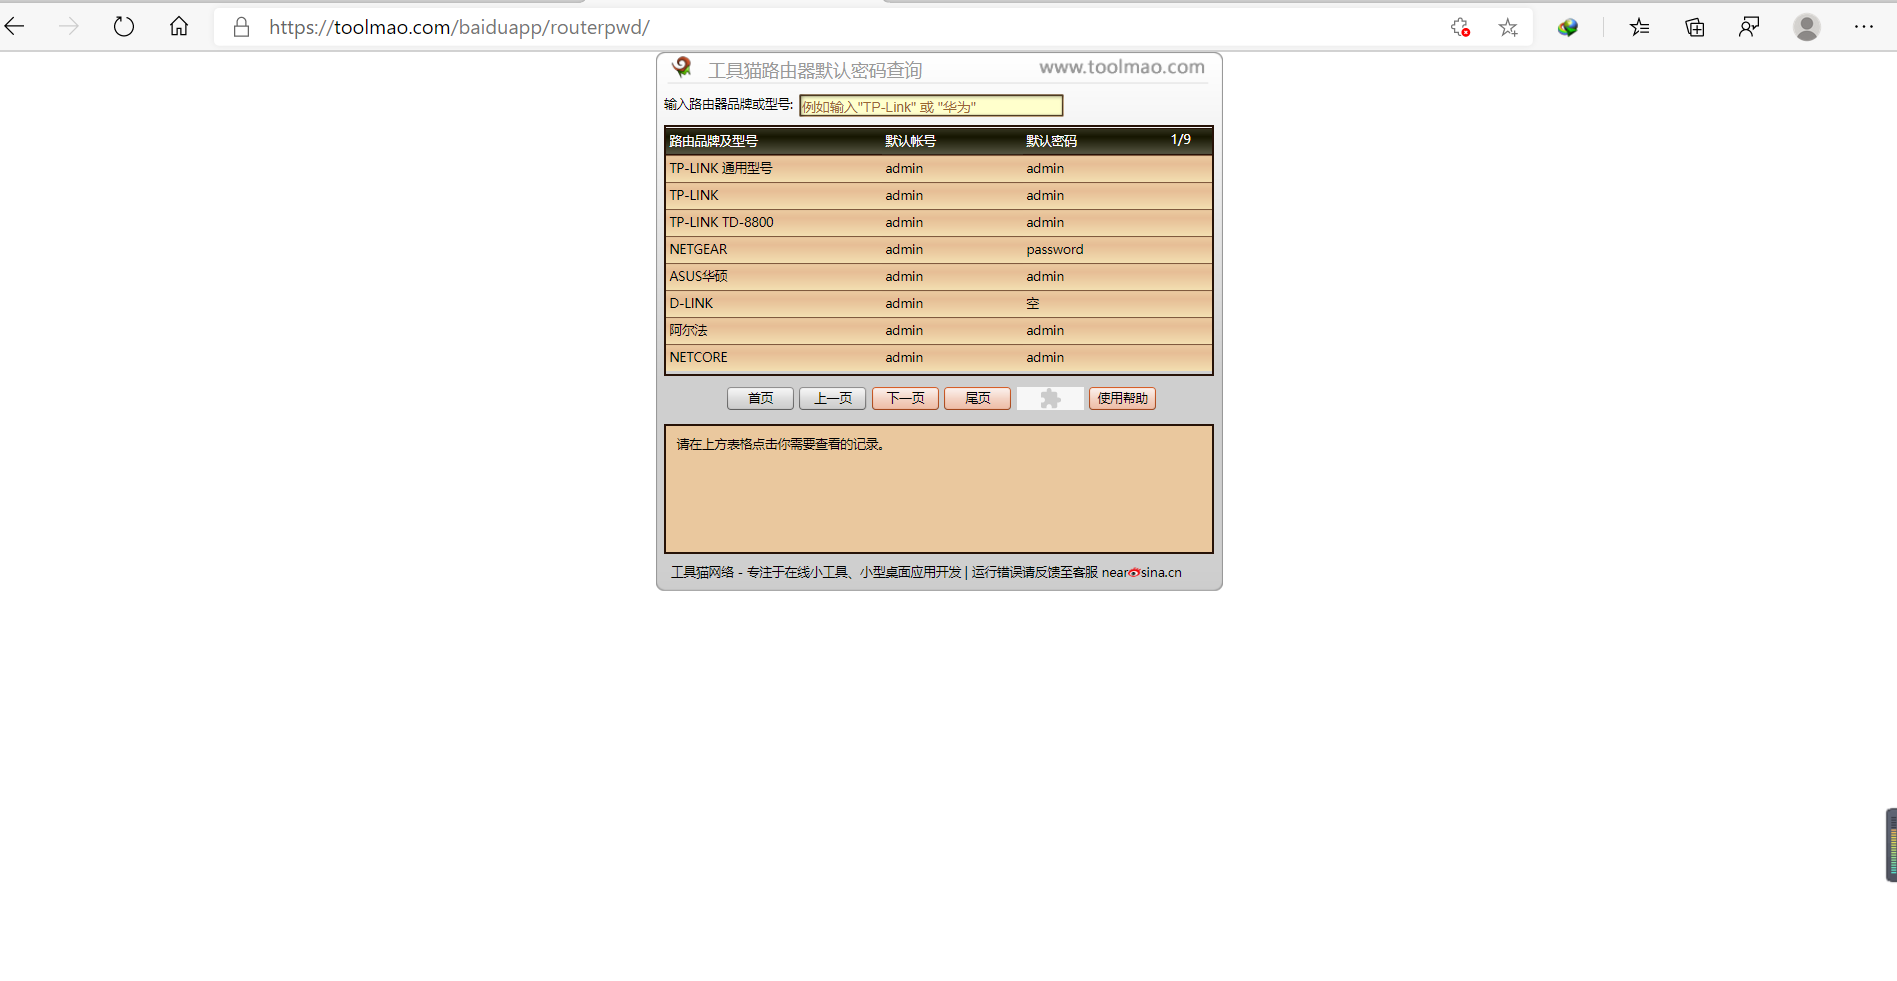 https://toolmao.com/baiduapp/routerpwd/
工具猫路由器默认密码查询 www.toolmao.com
输入路由器品牌或型号: 例如输入"TP-Link" 或 "华为"
路由品牌及型号 默认帐号 默认密码 1/9
TP-LINK 通用型号 admin admin
TP-LINK admin admin
TP-LINK TD-8800 admin admin
NETGEAR admin password
ASUS华硕 admin admin
D-LINK admin 空
阿尔法 admin admin
NETCORE admin admin
首页 上一页 下一页 尾页 使用帮助
请在上方表格点击你需要查看的记录。
工具猫网络 - 专注于在线小工具、小型桌面应用开发 | 运行错误请反馈至客服 near sina.cn